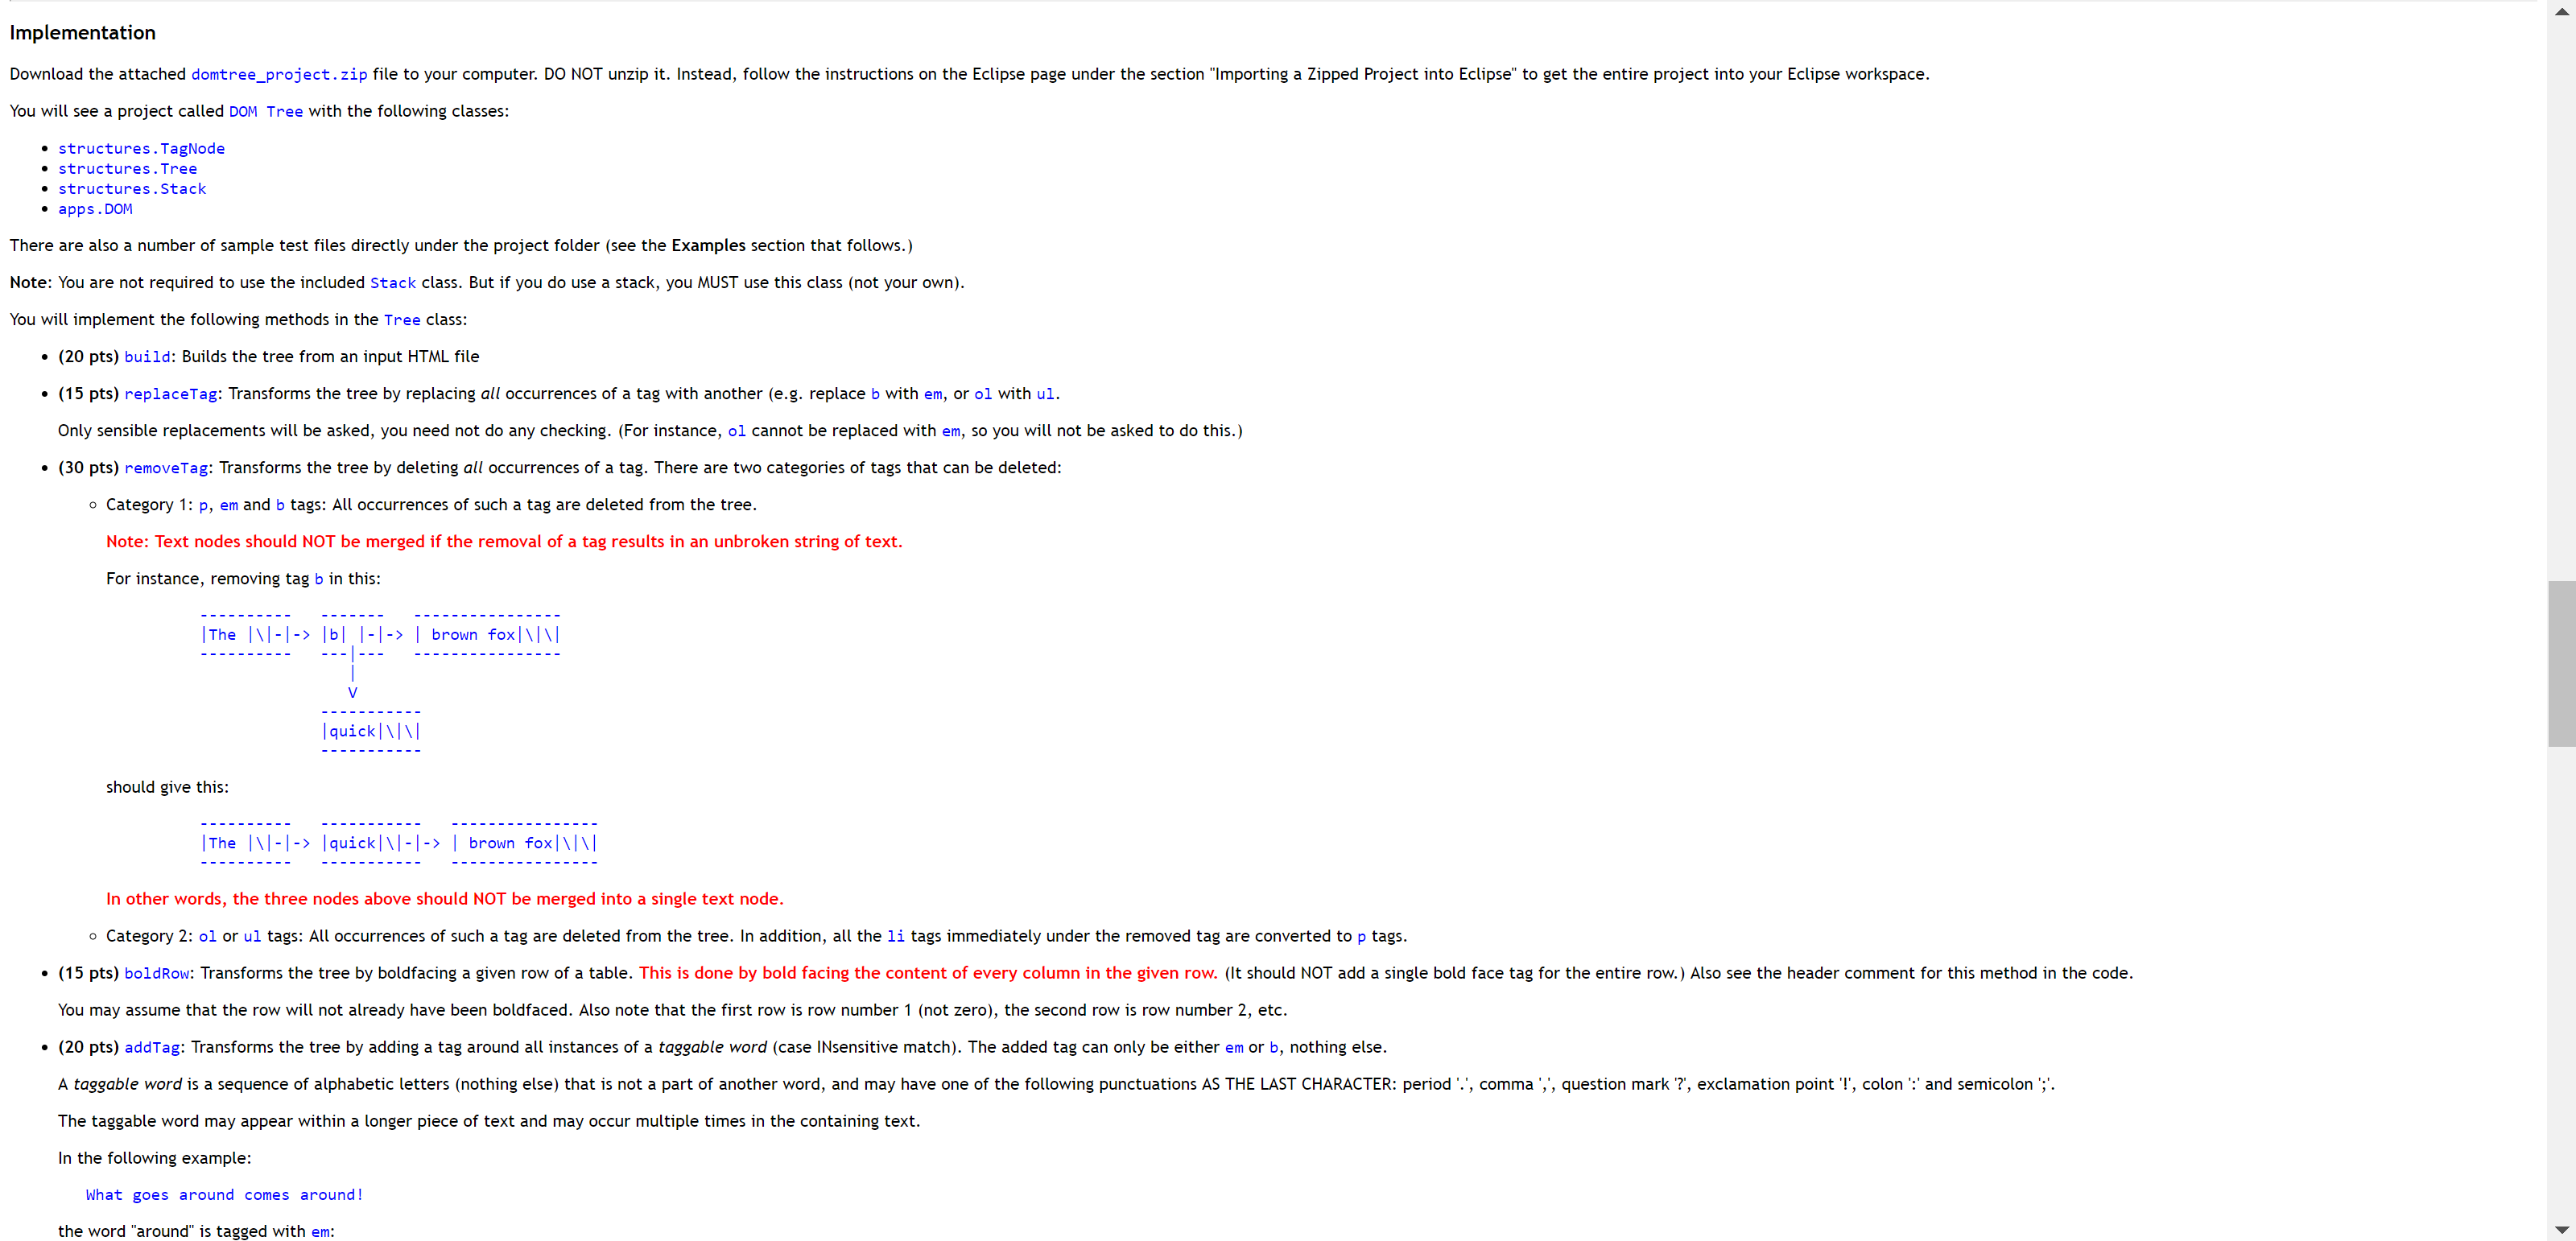 Implementation
Download the attached domtree_project.zip file to your computer. DO NOT unzip it. Instead, follow the instructions on the Eclipse page under the section "Importing a Zipped Project into Eclipse" to get the entire project into your Eclipse workspace.
You will see a project called DOM Tree with the following classes:
• structures.TagNode
• structures.Tree
• structures.Stack
• apps.DOM
There are also a number of sample test files directly under the project folder (see the Examples section that follows.)
Note: You are not required to use the included Stack class. But if you do use a stack, you MUST use this class (not your own).
You will implement the following methods in the Tree class:
• (20 pts) build: Builds the tree from an input HTML file
• (15 pts) replaceTag: Transforms the tree by replacing all occurrences of a tag with another (e.g. replace b with em, or ol with ul.
Only sensible replacements will be asked, you need not do any checking. (For instance, ol cannot be replaced with em, so you will not be asked to do this.)
• (30 pts) removeTag: Transforms the tree by deleting all occurrences of a tag. There are two categories of tags that can be deleted:
◦ Category 1: p, em and b tags: All occurrences of such a tag are deleted from the tree.
Note: Text nodes should NOT be merged if the removal of a tag results in an unbroken string of text.
For instance, removing tag b in this:
----------   -------   ----------------
|The |\|-|-> |b| |-|-> | brown fox|\|\|
----------   ---|---   ----------------
|
V
-----------
|quick|\|\|
-----------
should give this:
----------   -----------   ----------------
|The |\|-|-> |quick|\|-|-> | brown fox|\|\|
----------   -----------   ----------------
In other words, the three nodes above should NOT be merged into a single text node.
◦ Category 2: ol or ul tags: All occurrences of such a tag are deleted from the tree. In addition, all the li tags immediately under the removed tag are converted to p tags.
• (15 pts) boldRow: Transforms the tree by boldfacing a given row of a table. This is done by bold facing the content of every column in the given row. (It should NOT add a single bold face tag for the entire row.) Also see the header comment for this method in the code.
You may assume that the row will not already have been boldfaced. Also note that the first row is row number 1 (not zero), the second row is row number 2, etc.
• (20 pts) addTag: Transforms the tree by adding a tag around all instances of a taggable word (case INsensitive match). The added tag can only be either em or b, nothing else.
A taggable word is a sequence of alphabetic letters (nothing else) that is not a part of another word, and may have one of the following punctuations AS THE LAST CHARACTER: period '.', comma ',', question mark '?', exclamation point '!', colon ':' and semicolon ';'.
The taggable word may appear within a longer piece of text and may occur multiple times in the containing text.
In the following example:
What goes around comes around!
the word "around" is tagged with em: